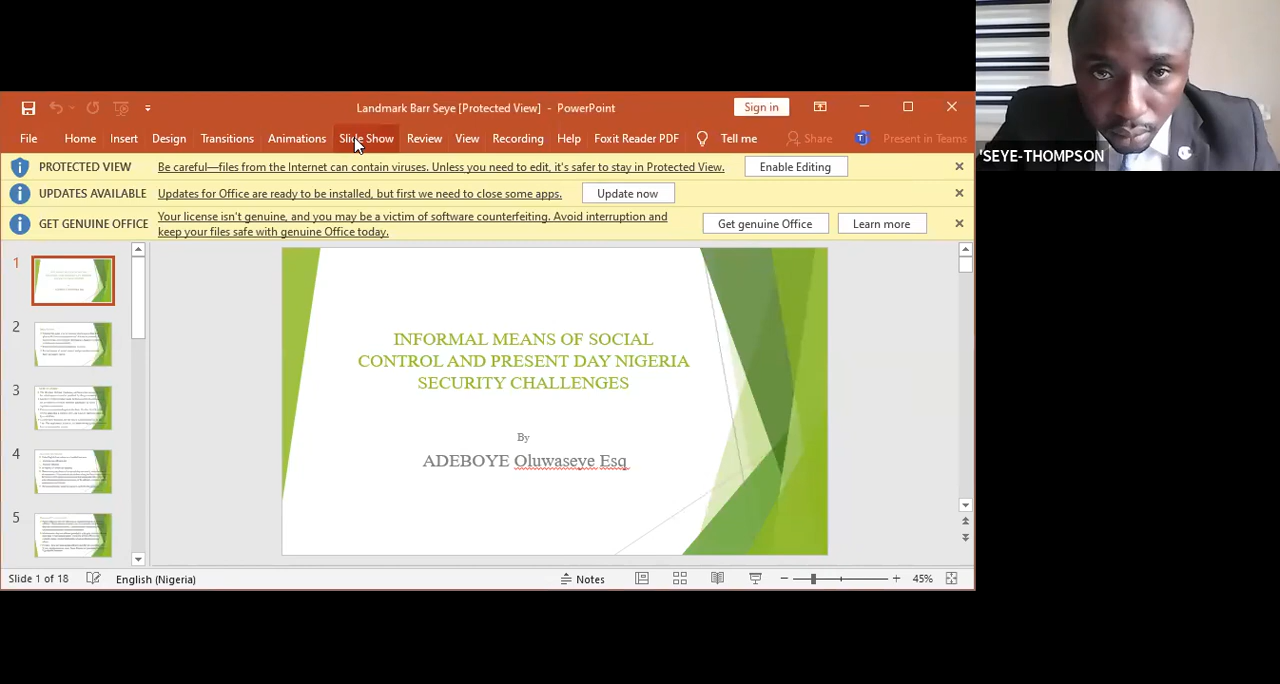 Landmark Barr Seye [Protected View] - PowerPoint
Sign in
File Home Insert Design Transitions Animations Slide Show Review View Recording Help Foxit Reader PDF Tell me Share Present in Teams
PROTECTED VIEW Be careful—files from the Internet can contain viruses. Unless you need to edit, it's safer to stay in Protected View. Enable Editing
UPDATES AVAILABLE Updates for Office are ready to be installed, but first we need to close some apps. Update now
GET GENUINE OFFICE Your license isn't genuine, and you may be a victim of software counterfeiting. Avoid interruption and
keep your files safe with genuine Office today.
Get genuine Office Learn more
1
2
3
4
5
INFORMAL MEANS OF SOCIAL
CONTROL AND PRESENT DAY NIGERIA
SECURITY CHALLENGES
By
ADEBOYE Oluwaseye Esq
Slide 1 of 18 English (Nigeria) Notes 45%
'SEYE-THOMPSON